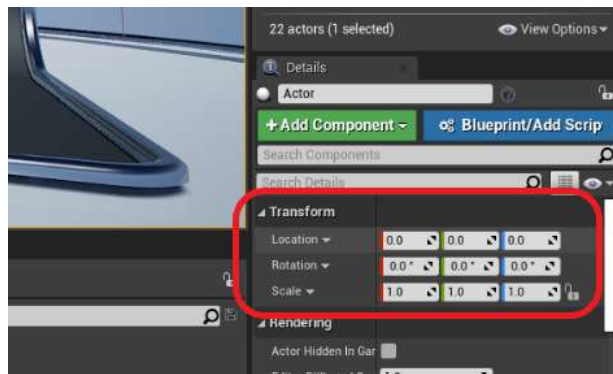 22 actors (1 selected)
View Options
Details
Actor
+ Add Component
Blueprint/Add Scrip
Search Components
Search Details
Transform
Location 0.0 0.0 0.0
Rotation 0.0° 0.0° 0.0°
Scale 1.0 1.0 1.0
Rendering
Actor Hidden In Gar